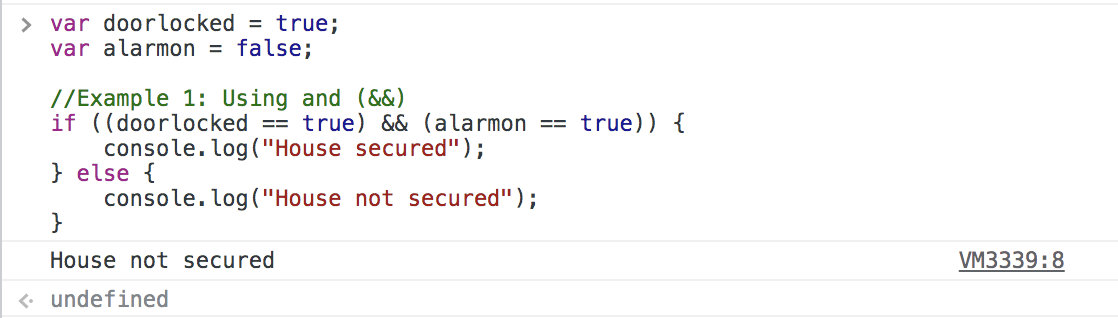 > var doorlocked = true;
var alarmon = false;

//Example 1: Using and (&&)
if ((doorlocked == true) && (alarmon == true)) {
    console.log("House secured");
} else {
    console.log("House not secured");
}
House not secured VM3339:8
undefined